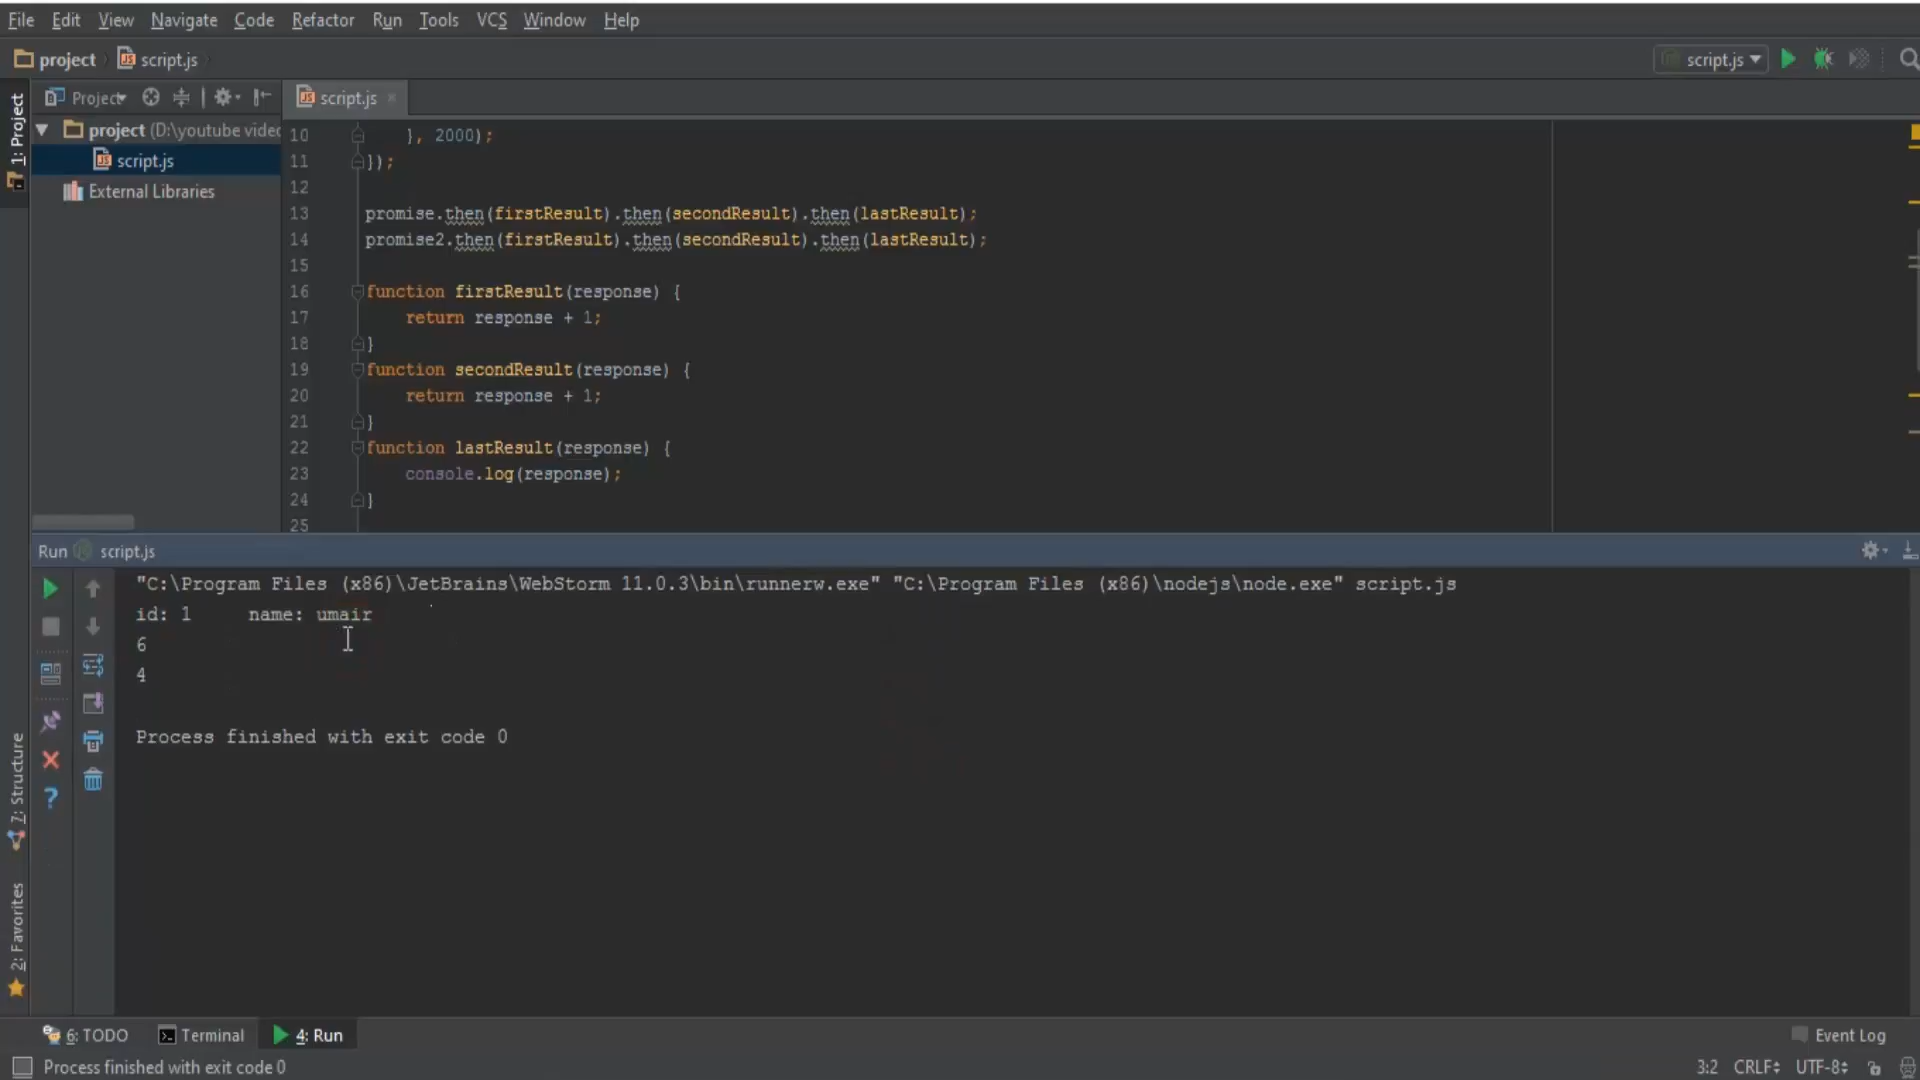 File Edit View Navigate Code Refactor Run Tools VCS Window Help
project script.js
script.js
1: Project
Project
script.js
project (D:\youtube video
script.js
External Libraries
10 }, 2000);
11 });
12
13 promise.then(firstResult).then(secondResult).then(lastResult);
14 promise2.then(firstResult).then(secondResult).then(lastResult);
15
16 function firstResult(response) {
17 return response + 1;
18 }
19 function secondResult(response) {
20 return response + 1;
21 }
22 function lastResult(response) {
23 console.log(response);
24 }
25
Run script.js
"C:\Program Files (x86)\JetBrains\WebStorm 11.0.3\bin\runnerw.exe" "C:\Program Files (x86)\nodejs\node.exe" script.js
id: 1 name: umair
6
4
Process finished with exit code 0
7: Structure
2: Favorites
6: TODO Terminal 4: Run Event Log
Process finished with exit code 0 3:2 CRLF UTF-8